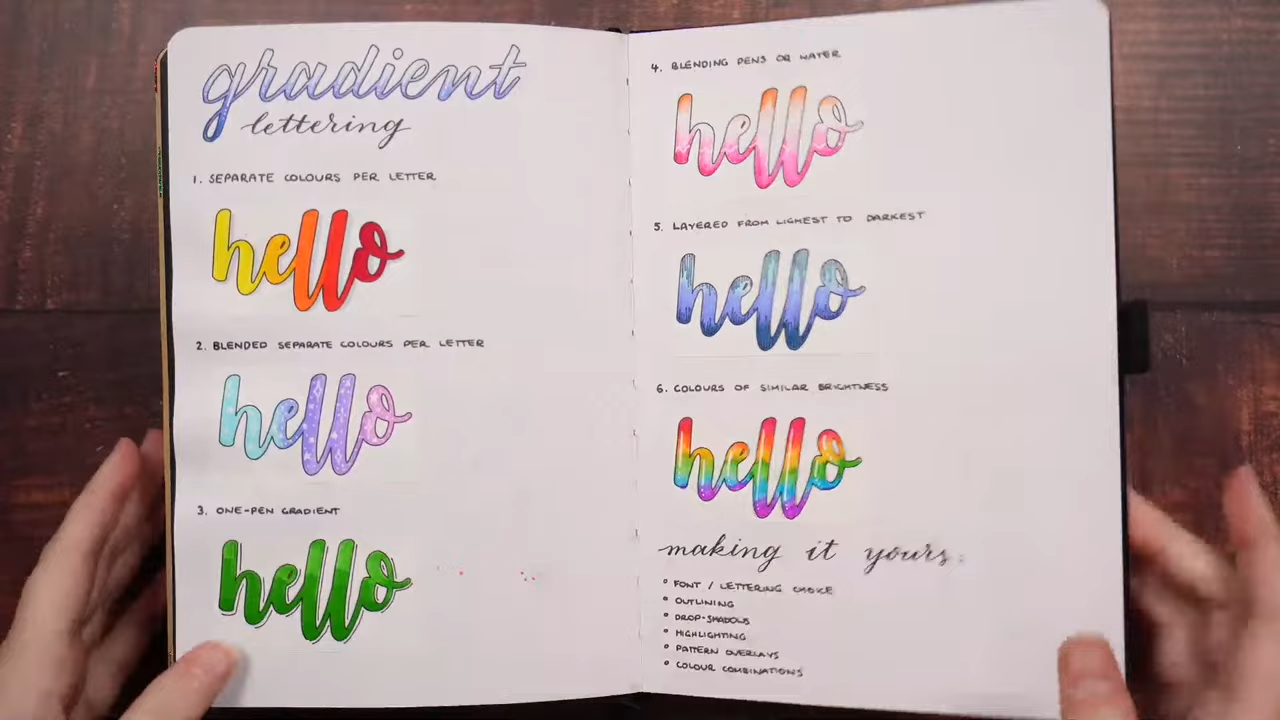 gradient
lettering
1. SEPARATE COLOURS PER LETTER
hello
2. BLENDED SEPARATE COLOURS PER LETTER
hello
3. ONE-PEN GRADIENT
hello
4. BLENDING PENS OR WATER
hello
5. LAYERED FROM LIGHEST TO DARKEST
hello
6. COLOURS OF SIMILAR BRIGHTNESS
hello
making it yours:
° FONT / LETTERING CHOICE
° OUTLINING
° DROP-SHADOWS
° HIGHLIGHTING
° PATTERN OVERLAYS
° COLOUR COMBINATIONS